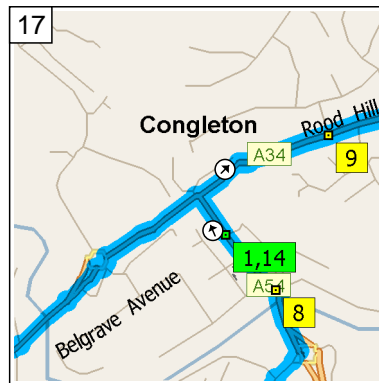 17
Congleton
Rood Hill
A34
9
1,14
A54
8
Belgrave Avenue